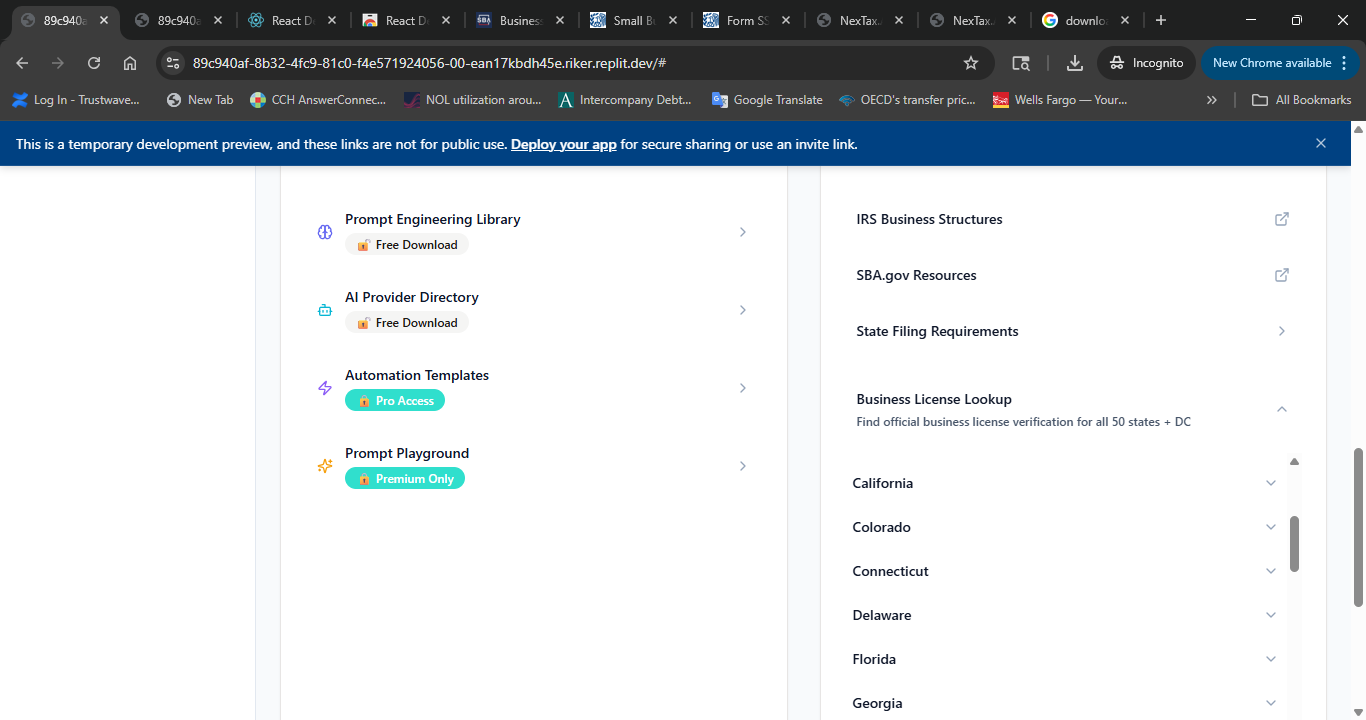 89c940a
89c940a
React D
React D
Business
Small B
Form SS
NexTax.
NexTax.
downlo
89c940af-8b32-4fc9-81c0-f4e571924056-00-ean17kbdh45e.riker.replit.dev/#
Incognito
New Chrome available
Log In - Trustwave...
New Tab
CCH AnswerConnec...
NOL utilization arou...
Intercompany Debt...
Google Translate
OECD's transfer pric...
Wells Fargo — Your...
»
All Bookmarks
This is a temporary development preview, and these links are not for public use. Deploy your app for secure sharing or use an invite link.
Prompt Engineering Library
Free Download
AI Provider Directory
Free Download
Automation Templates
Pro Access
Prompt Playground
Premium Only
IRS Business Structures
SBA.gov Resources
State Filing Requirements
Business License Lookup
Find official business license verification for all 50 states + DC
California
Colorado
Connecticut
Delaware
Florida
Georgia